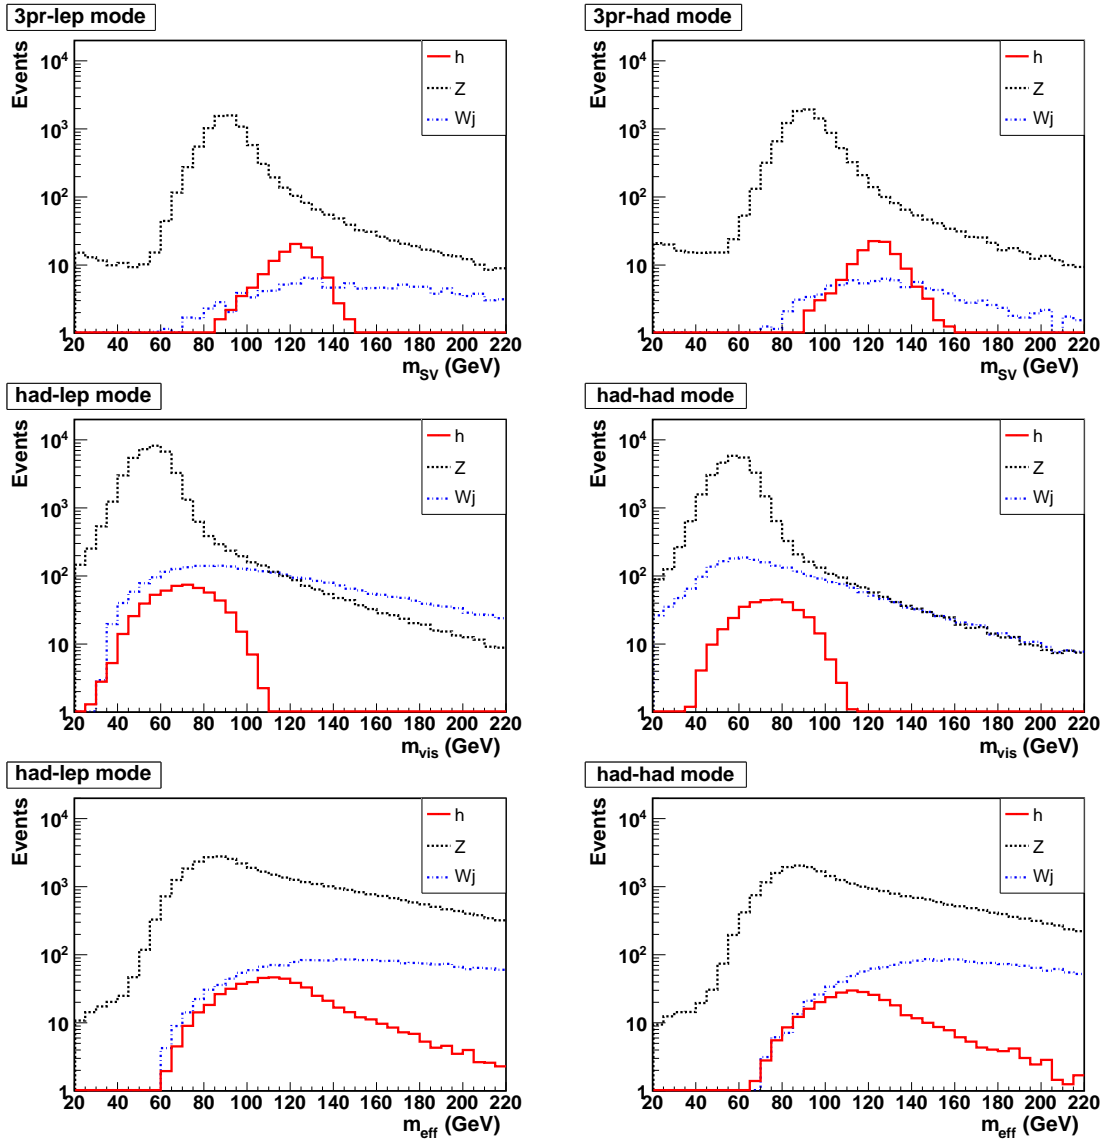 3pr-lep mode
Events
10⁴
10³
10²
10
1
h
Z
Wj
20 40 60 80 100 120 140 160 180 200 220
m_SV (GeV)
3pr-had mode
Events
10⁴
10³
10²
10
1
h
Z
Wj
20 40 60 80 100 120 140 160 180 200 220
m_SV (GeV)
had-lep mode
Events
10⁴
10³
10²
10
1
h
Z
Wj
20 40 60 80 100 120 140 160 180 200 220
m_vis (GeV)
had-had mode
Events
10⁴
10³
10²
10
1
h
Z
Wj
20 40 60 80 100 120 140 160 180 200 220
m_vis (GeV)
had-lep mode
Events
10⁴
10³
10²
10
1
h
Z
Wj
20 40 60 80 100 120 140 160 180 200 220
m_eff (GeV)
had-had mode
Events
10⁴
10³
10²
10
1
h
Z
Wj
20 40 60 80 100 120 140 160 180 200 220
m_eff (GeV)